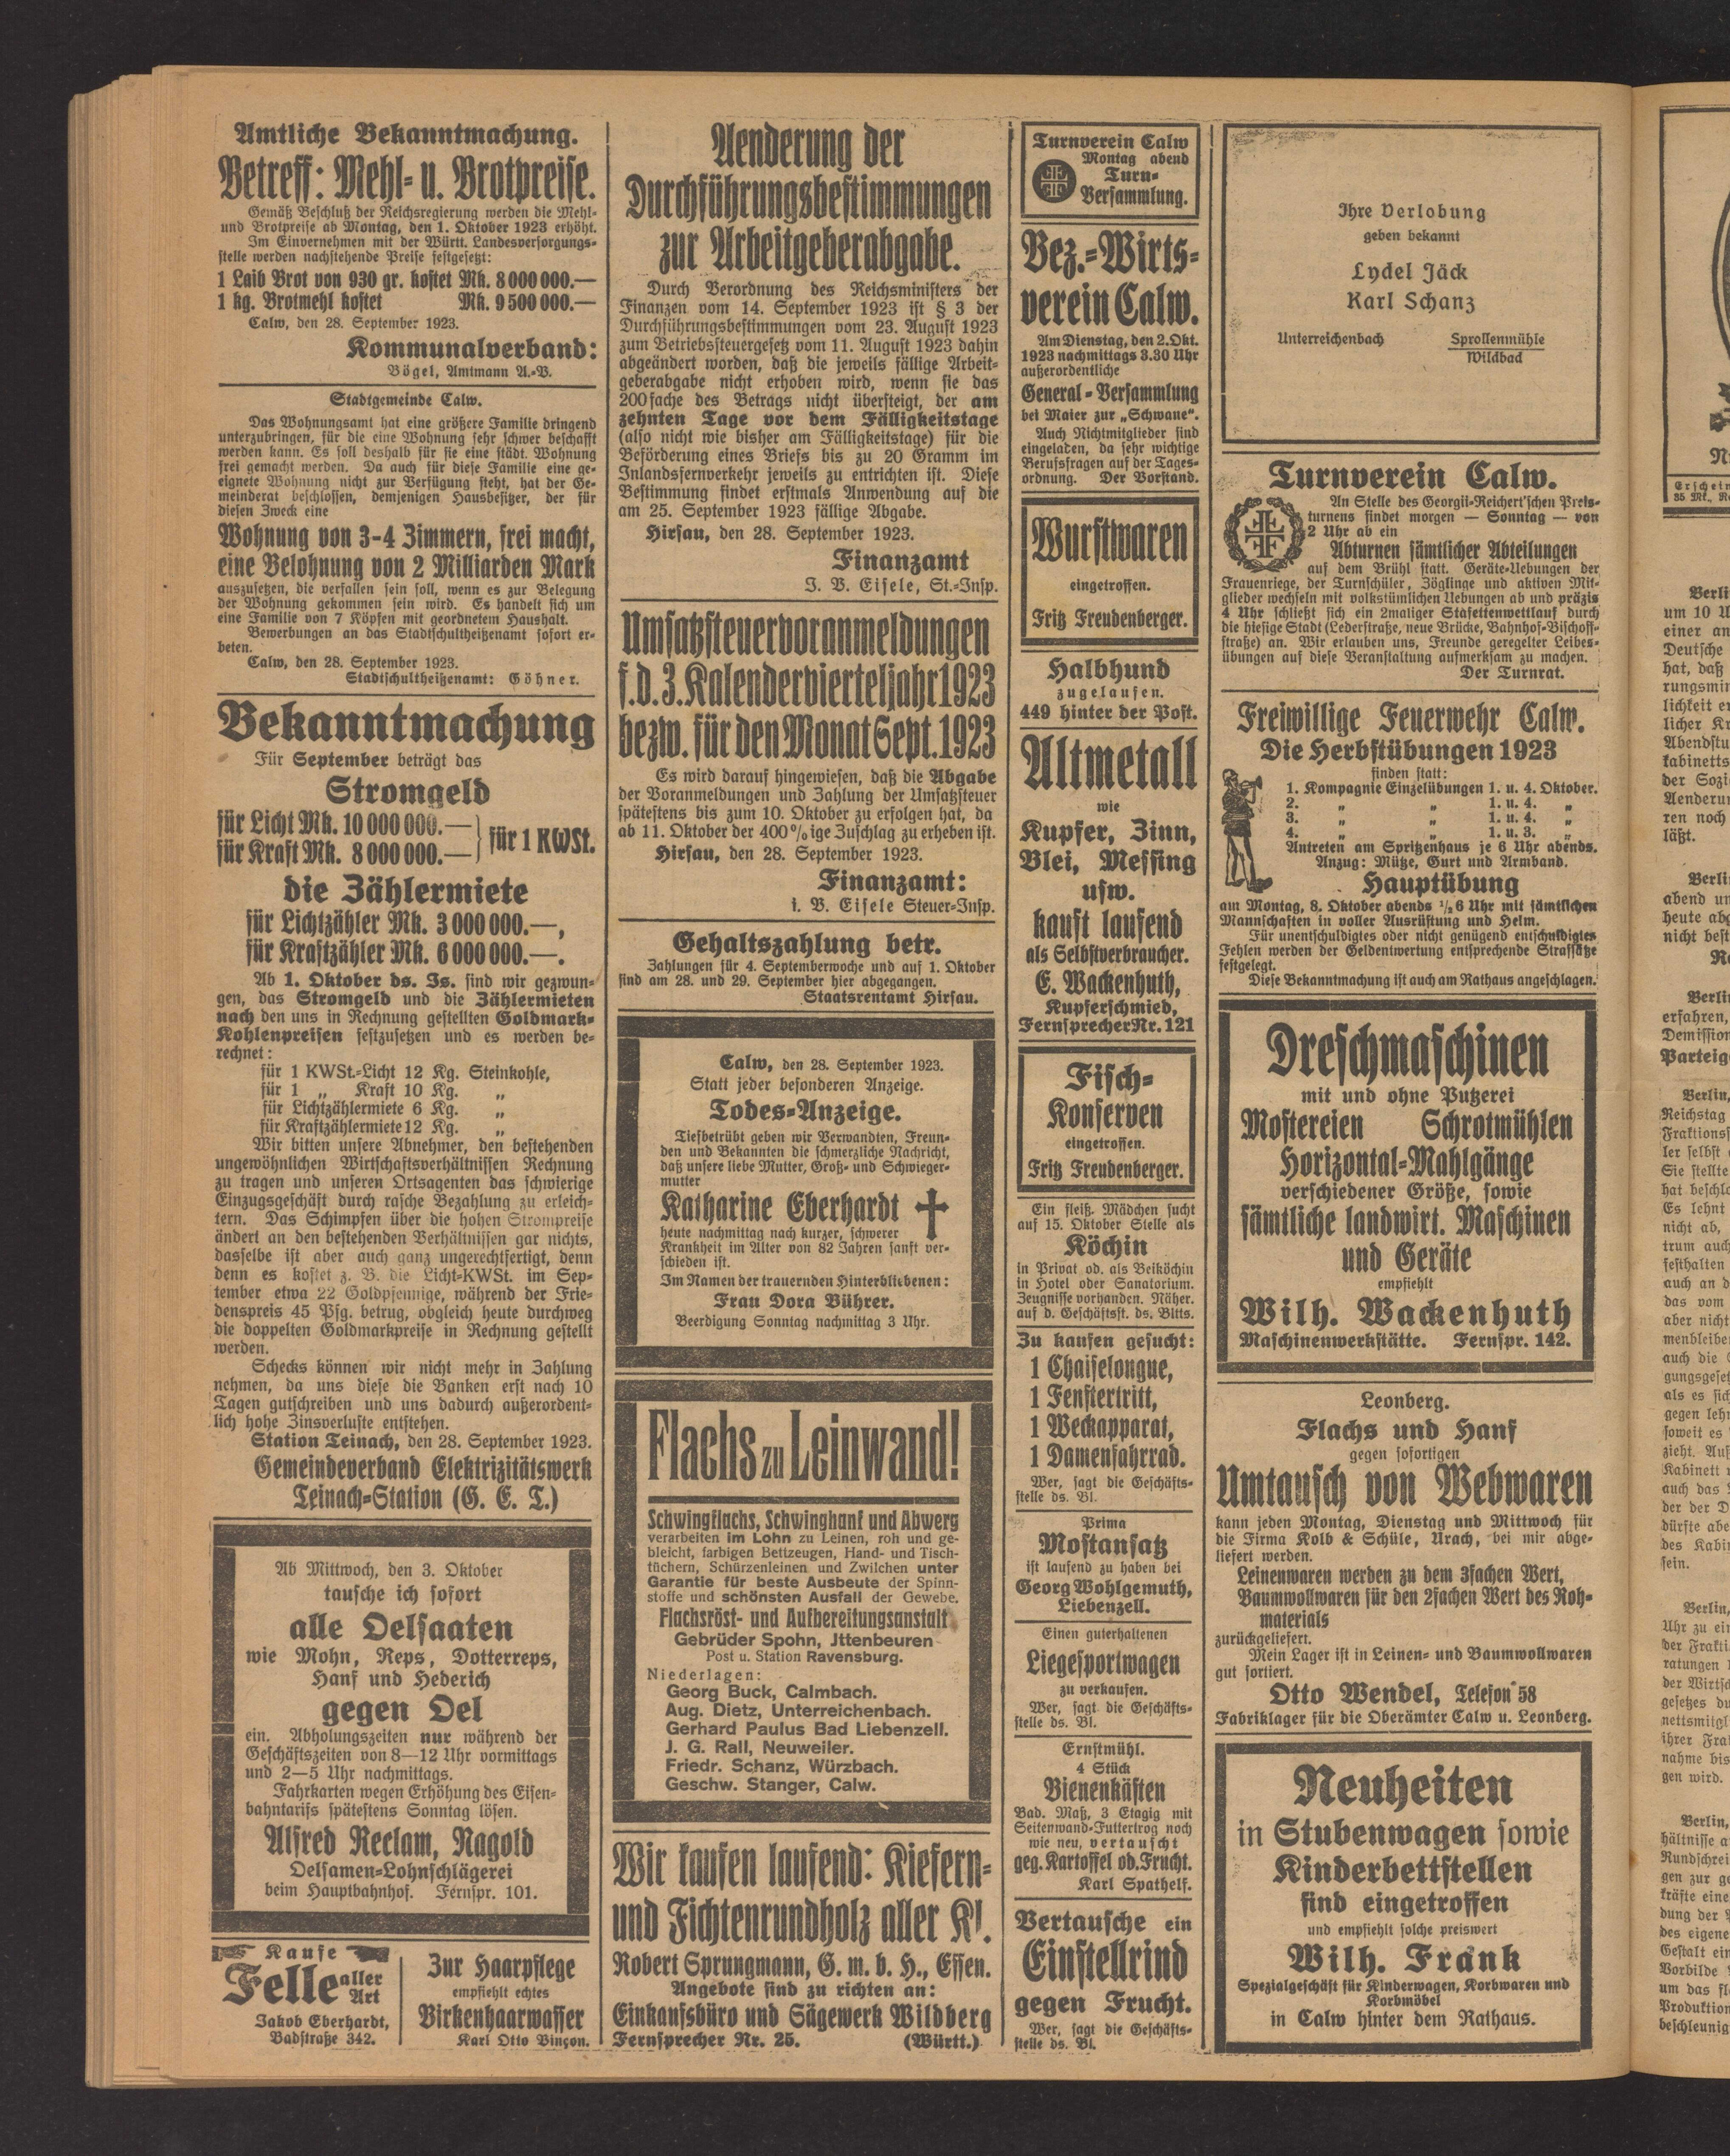 Amtliche Bekanntmachung.
Betreff: Mehl- u. Brotpreise.
Gemäß Beschluß der Reichsregierung werden die Mehl-
und Brotpreise ab Montag, den 1. Oktober 1923 erhöht.
Im Einvernehmen mit der Württ. Landesversorgungs-
stelle werden nachstehende Preise festgesetzt:
1 Laib Brot von 930 gr. kostet Mk. 8 000 000.—
1 kg. Brotmehl kostet Mk. 9 500 000.—
Calw, den 28. September 1923.
Kommunalverband:
Vögel, Amtmann A.-V.
Stadtgemeinde Calw.
Das Wohnungsamt hat eine größere Familie dringend
unterzubringen, für die eine Wohnung sehr schwer beschafft
werden kann. Es soll deshalb für sie eine städt. Wohnung
frei gemacht werden. Da auch für diese Familie eine ge-
eignete Wohnung nicht zur Verfügung steht, hat der Ge-
meinderat beschlossen, demjenigen Hausbesitzer, der für
diesen Zweck eine
Wohnung von 3-4 Zimmern, frei macht,
eine Belohnung von 2 Milliarden Mark
auszusetzen, die verfallen sein soll, wenn es zur Belegung
der Wohnung gekommen sein wird. Es handelt sich um
eine Familie von 7 Köpfen mit geordnetem Haushalt.
Bewerbungen an das Stadtschultheißenamt sofort er-
beten.
Calw, den 28. September 1923.
Stadtschultheißenamt: Göhner.
Bekanntmachung
Für September beträgt das
Stromgeld
für Licht Mk. 10 000 000.—
für Kraft Mk. 8 000 000.— } für 1 KWSt.
die Zählermiete
für Lichtzähler Mk. 3 000 000.—,
für Kraftzähler Mk. 6 000 000.—.
Ab 1. Oktober ds. Js. sind wir gezwun-
gen, das Stromgeld und die Zählermieten
nach den uns in Rechnung gestellten Goldmark-
Kohlenpreisen festzusetzen und es werden be-
rechnet:
für 1 KWSt.-Licht 12 Kg. Steinkohle,
für 1 „ Kraft 10 Kg. „
für Lichtzählermiete 6 Kg. „
für Kraftzählermiete 12 Kg. „
Wir bitten unsere Abnehmer, den bestehenden
ungewöhnlichen Wirtschaftsverhältnissen Rechnung
zu tragen und unseren Ortsagenten das schwierige
Einzugsgeschäft durch rasche Bezahlung zu erleich-
tern. Das Schimpfen über die hohen Strompreise
ändert an den bestehenden Verhältnissen gar nichts,
dasselbe ist aber auch ganz ungerechtfertigt, denn
denn es kostet z. B. die Licht-KWSt. im Sep-
tember etwa 22 Goldpfennige, während der Frie-
denspreis 45 Pfg. betrug, obgleich heute durchweg
die doppelten Goldmarkpreise in Rechnung gestellt
werden.
Schecks können wir nicht mehr in Zahlung
nehmen, da uns diese die Banken erst nach 10
Tagen gutschreiben und uns dadurch außerordent-
lich hohe Zinsverluste entstehen.
Station Teinach, den 28. September 1923.
Gemeindeverband Elektrizitätswerk
Teinach-Station (G. E. T.)
Ab Mittwoch, den 3. Oktober
tausche ich sofort
alle Oelsaaten
wie Mohn, Reps, Dotterreps,
Hanf und Hederich
gegen Oel
ein. Abholungszeiten nur während der
Geschäftszeiten von 8—12 Uhr vormittags
und 2—5 Uhr nachmittags.
Fahrkarten wegen Erhöhung des Eisen-
bahntarifs spätestens Sonntag lösen.
Alfred Reclam, Nagold
Oelsamen-Lohnschlägerei
beim Hauptbahnhof. Fernspr. 101.
Kaufe
Felle aller
Art
Jakob Eberhardt,
Badstraße 342.
Zur Haarpflege
empfiehlt echtes
Birkenhaarwasser
Karl Otto Vinçon.
Aenderung der
Durchführungsbestimmungen
zur Arbeitgeberabgabe.
Durch Verordnung des Reichsministers der
Finanzen vom 14. September 1923 ist § 3 der
Durchführungsbestimmungen vom 23. August 1923
zum Betriebssteuergesetz vom 11. August 1923 dahin
abgeändert worden, daß die jeweils fällige Arbeit-
geberabgabe nicht erhoben wird, wenn sie das
200fache des Betrags nicht übersteigt, der am
zehnten Tage vor dem Fälligkeitstage
(also nicht wie bisher am Fälligkeitstage) für die
Beförderung eines Briefs bis zu 20 Gramm im
Inlandsfernverkehr jeweils zu entrichten ist. Diese
Bestimmung findet erstmals Anwendung auf die
am 25. September 1923 fällige Abgabe.
Hirsau, den 28. September 1923.
Finanzamt
J. V. Eisele, St.-Insp.
Umsatzsteuervoranmeldungen
f. d. 3. Kalendervierteljahr 1923
bezw. für den Monat Sept. 1923
Es wird darauf hingewiesen, daß die Abgabe
der Voranmeldungen und Zahlung der Umsatzsteuer
spätestens bis zum 10. Oktober zu erfolgen hat, da
ab 11. Oktober der 400%ige Zuschlag zu erheben ist.
Hirsau, den 28. September 1923.
Finanzamt:
i. V. Eisele Steuer-Insp.
Gehaltszahlung betr.
Zahlungen für 4. Septemberwoche und auf 1. Oktober
sind am 28. und 29. September hier abgegangen.
Staatsrentamt Hirsau.
Calw, den 28. September 1923.
Statt jeder besonderen Anzeige.
Todes-Anzeige.
Tiefbetrübt geben wir Verwandten, Freun-
den und Bekannten die schmerzliche Nachricht,
daß unsere liebe Mutter, Groß- und Schwieger-
mutter
Katharine Eberhardt
heute nachmittag nach kurzer, schwerer
Krankheit im Alter von 82 Jahren sanft ver-
schieden ist.
Im Namen der trauernden Hinterbliebenen:
Frau Dora Bührer.
Beerdigung Sonntag nachmittag 3 Uhr.
Flachs zu Leinwand!
Schwingflachs, Schwinghanf und Abwerg
verarbeiten im Lohn zu Leinen, roh und ge-
bleicht, farbigen Bettzeugen, Hand- und Tisch-
tüchern, Schürzenleinen und Zwilchen unter
Garantie für beste Ausbeute der Spinn-
stoffe und schönsten Ausfall der Gewebe.
Flachsröst- und Aufbereitungsanstalt
Gebrüder Spohn, Jttenbeuren
Post u. Station Ravensburg.
Niederlagen:
Georg Buck, Calmbach.
Aug. Dietz, Unterreichenbach.
Gerhard Paulus Bad Liebenzell.
J. G. Rall, Neuweiler.
Friedr. Schanz, Würzbach.
Geschw. Stanger, Calw.
Wir kaufen laufend: Kiefern-
und Fichtenrundholz aller Kl.
Robert Sprungmann, G. m. b. H., Essen.
Angebote sind zu richten an:
Einkaufsbüro und Sägewerk Wildberg
Fernsprecher Nr. 25. (Württ.)
Turnverein Calw
Montag abend
Turn-
Versammlung.
Bez.-Wirts-
verein Calw.
Am Dienstag, den 2. Okt.
1923 nachmittags 3.30 Uhr
außerordentliche
General-Versammlung
bei Maier zur „Schwane“.
Auch Nichtmitglieder sind
eingeladen, da sehr wichtige
Berufsfragen auf der Tages-
ordnung. Der Vorstand.
Wurstwaren
eingetroffen.
Fritz Freudenberger.
Halbhund
zugelaufen.
449 hinter der Post.
Altmetall
wie
Kupfer, Zinn,
Blei, Messing
usw.
kauft laufend
als Selbstverbraucher.
E. Wackenhuth,
Kupferschmied,
Fernsprecher Nr. 121
Fisch-
Konserven
eingetroffen.
Fritz Freudenberger.
Ein fleiß. Mädchen sucht
auf 15. Oktober Stelle als
Köchin
in Privat od. als Beiköchin
in Hotel oder Sanatorium.
Zeugnisse vorhanden. Näher.
auf d. Geschäftsst. ds. Bltts.
Zu kaufen gesucht:
1 Chaiselongue,
1 Fenstertritt,
1 Weckapparat,
1 Damenfahrrad.
Wer, sagt die Geschäfts-
stelle ds. Bl.
Prima
Mostansatz
ist laufend zu haben bei
Georg Wohlgemuth,
Liebenzell.
Einen guterhaltenen
Liegesportwagen
zu verkaufen.
Wer, sagt die Geschäfts-
stelle ds. Bl.
Ernstmühl.
4 Stück
Bienenkästen
Bad. Maß, 3 Etagig mit
Seitenwand-Futtertrog noch
wie neu, vertauscht
geg. Kartoffel od. Frucht.
Karl Spathelf.
Vertausche ein
Einstellrind
gegen Frucht.
Wer, sagt die Geschäfts-
stelle ds. Bl.
Ihre Verlobung
geben bekannt
Lydel Jäck
Karl Schanz
Unterreichenbach Sprollenmühle
Wildbad
Turnverein Calw.
An Stelle des Georgii-Reichert'schen Preis-
turnens findet morgen — Sonntag — von
2 Uhr ab ein
Abturnen sämtlicher Abteilungen
auf dem Brühl statt. Geräte-Uebungen der
Frauenriege, der Turnschüler, Zöglinge und aktiven Mit-
glieder wechseln mit volkstümlichen Uebungen ab und präzis
4 Uhr schließt sich ein 2maliger Stafettenwettlauf durch
die hiesige Stadt (Lederstraße, neue Brücke, Bahnhof-Bischoff-
straße) an. Wir erlauben uns, Freunde geregelter Leibes-
übungen auf diese Veranstaltung aufmerksam zu machen.
Der Turnrat.
Freiwillige Feuerwehr Calw.
Die Herbstübungen 1923
finden statt:
1. Kompagnie Einzelübungen 1. u. 4. Oktober.
2. „ „ 1. u. 4. „
3. „ „ 1. u. 4. „
4. „ „ 1. u. 3. „
Antreten am Spritzenhaus je 6 Uhr abends.
Anzug: Mütze, Gurt und Armband.
Hauptübung
am Montag, 8. Oktober abends ½6 Uhr mit sämtlichen
Mannschaften in voller Ausrüstung und Helm.
Für unentschuldigtes oder nicht genügend entschuldigtes
Fehlen werden der Geldentwertung entsprechende Strafsätze
festgelegt.
Diese Bekanntmachung ist auch am Rathaus angeschlagen.
Dreschmaschinen
mit und ohne Putzerei
Mostereien Schrotmühlen
Horizontal-Mahlgänge
verschiedener Größe, sowie
sämtliche landwirt. Maschinen
und Geräte
empfiehlt
Wilh. Wackenhuth
Maschinenwerkstätte. Fernspr. 142.
Leonberg.
Flachs und Hanf
gegen sofortigen
Umtausch von Webwaren
kann jeden Montag, Dienstag und Mittwoch für
die Firma Kolb & Schüle, Urach, bei mir abge-
liefert werden.
Leinenwaren werden zu dem 3fachen Wert,
Baumwollwaren für den 2fachen Wert des Roh-
materials
zurückgeliefert.
Mein Lager ist in Leinen- und Baumwollwaren
gut sortiert.
Otto Wendel, Telefon 58
Fabriklager für die Oberämter Calw u. Leonberg.
Neuheiten
in Stubenwagen sowie
Kinderbettstellen
sind eingetroffen
und empfiehlt solche preiswert
Wilh. Frank
Spezialgeschäft für Kinderwagen, Korbwaren und
Korbmöbel
in Calw hinter dem Rathaus.